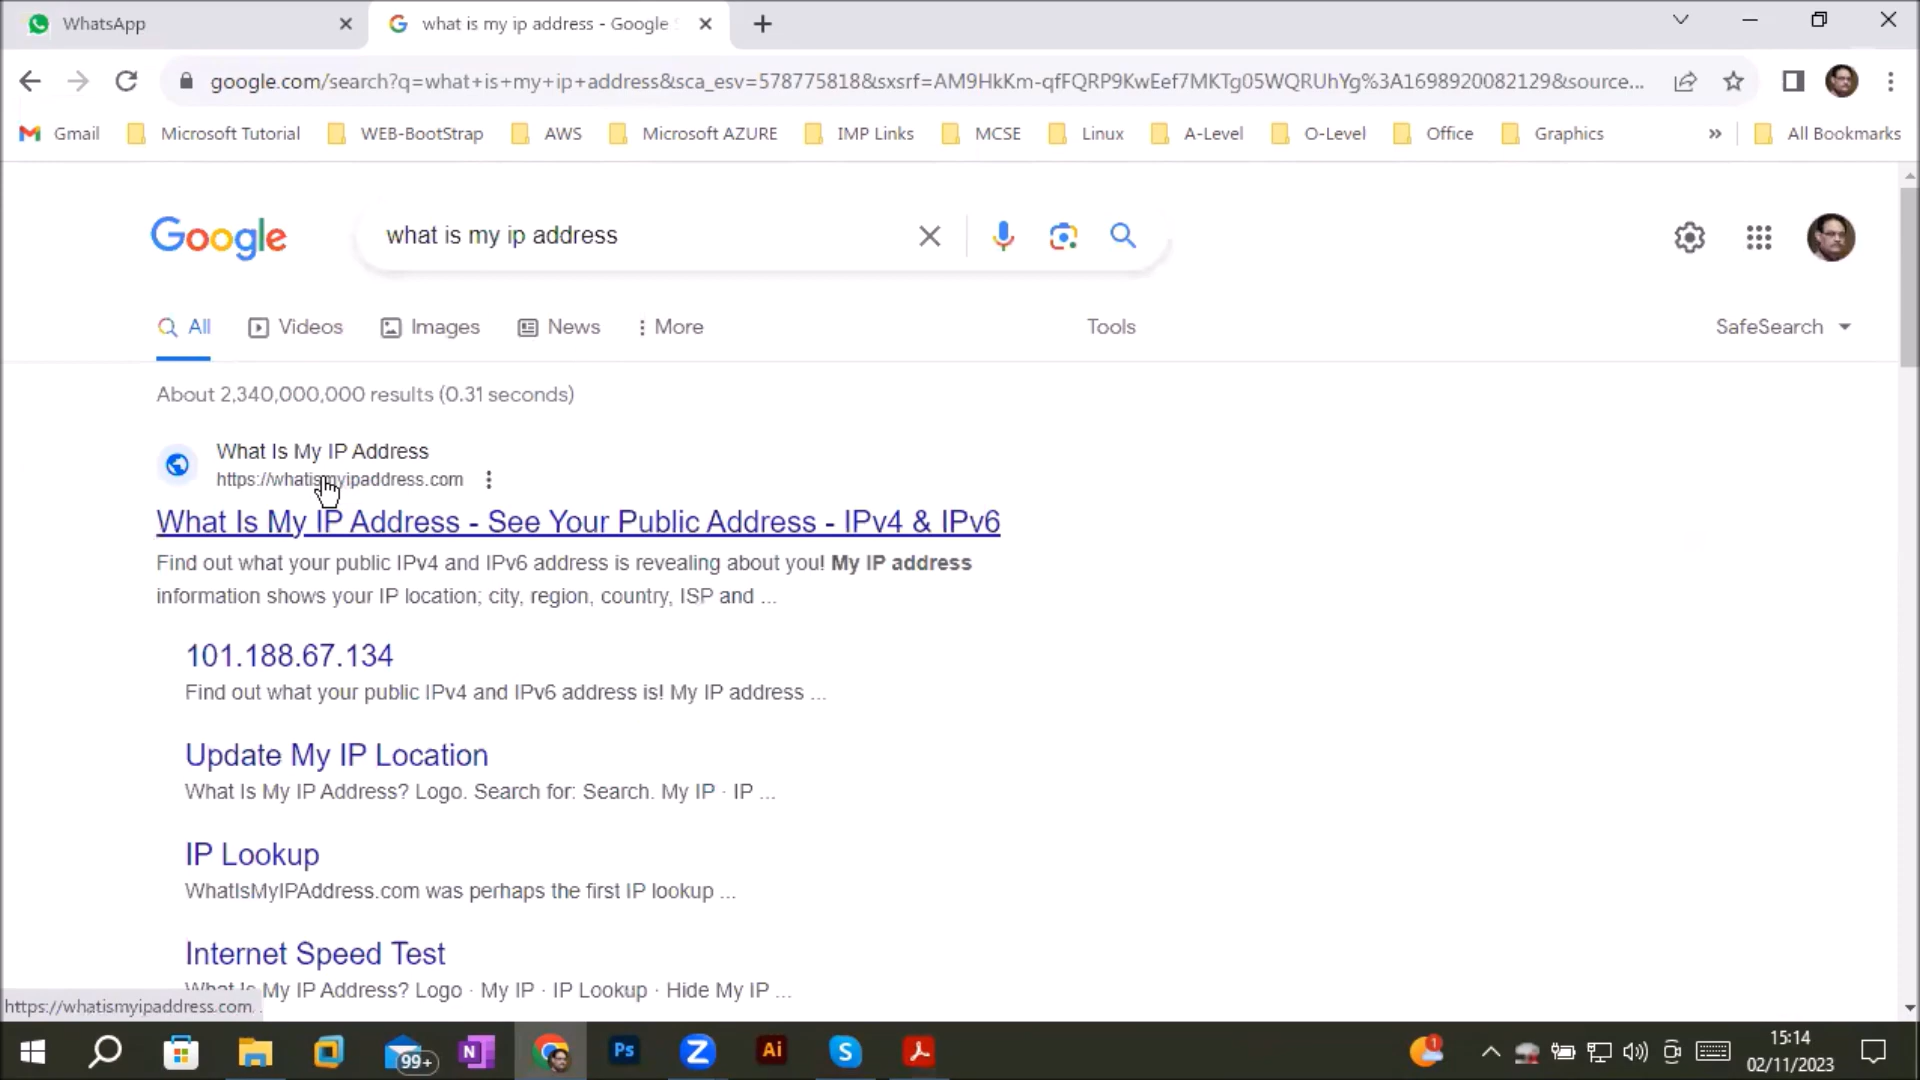 WhatsApp
what is my ip address - Google
google.com/search?q=what+is+my+ip+address&sca_esv=578775818&sxsrf=AM9HkKm-qfFQRP9KwEef7MKTg05WQRUhYg%3A1698920082129&source...
Gmail Microsoft Tutorial WEB-BootStrap AWS Microsoft AZURE IMP Links MCSE Linux A-Level O-Level Office Graphics » All Bookmarks
Google what is my ip address
All Videos Images News More Tools SafeSearch
About 2,340,000,000 results (0.31 seconds)
What Is My IP Address
https://whatismyipaddress.com
What Is My IP Address - See Your Public Address - IPv4 & IPv6
Find out what your public IPv4 and IPv6 address is revealing about you! My IP address
information shows your IP location; city, region, country, ISP and ...
101.188.67.134
Find out what your public IPv4 and IPv6 address is! My IP address ...
Update My IP Location
What Is My IP Address? Logo. Search for: Search. My IP · IP ...
IP Lookup
WhatIsMyIPAddress.com was perhaps the first IP lookup ...
Internet Speed Test
What Is My IP Address? Logo · My IP · IP Lookup · Hide My IP ...
https://whatismyipaddress.com
99+ N Ps Z Ai S 1
15:14
02/11/2023